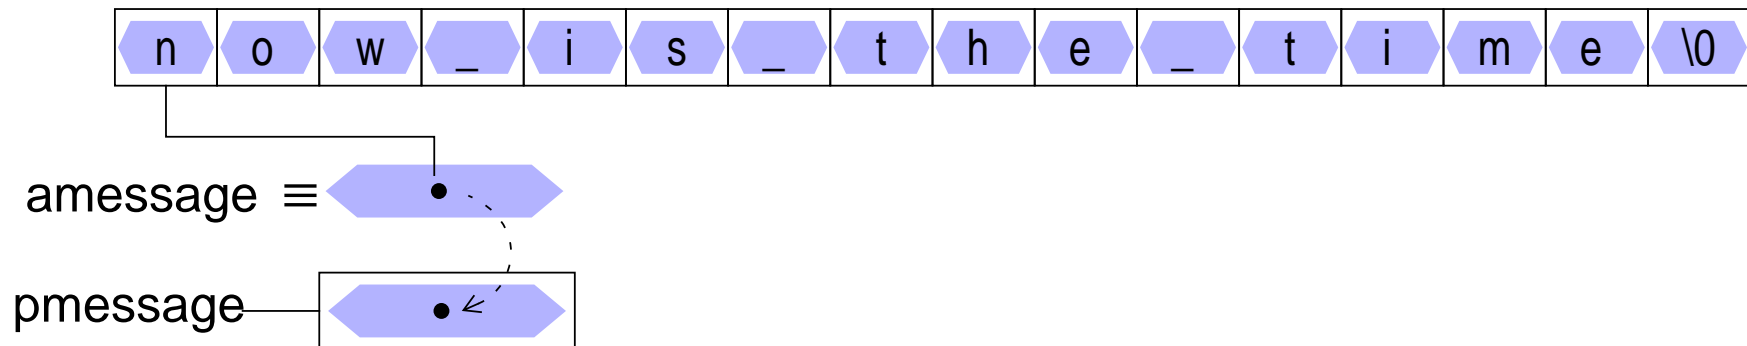 n o w _ i s _ t h e _ t i m e \0
amessage ≡
pmessage